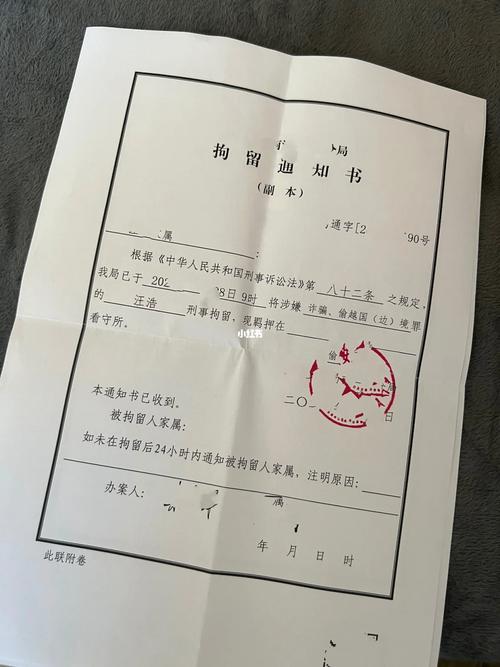 局
拘留通知书
（副本）
通字[2 90号
属：
根据《中华人民共和国刑事诉讼法》第 八十二条 之规定，
我局已于 202 8日9时 将涉嫌 诈骗、偷越国（边）境罪
的 汪浩 刑事拘留，现羁押在
看守所。
小红书
二〇 日
本通知书已收到。
被拘留人家属：
如未在拘留后24小时内通知被拘留人家属，注明原因：
办案人： 属
年 月 日 时
此联附卷